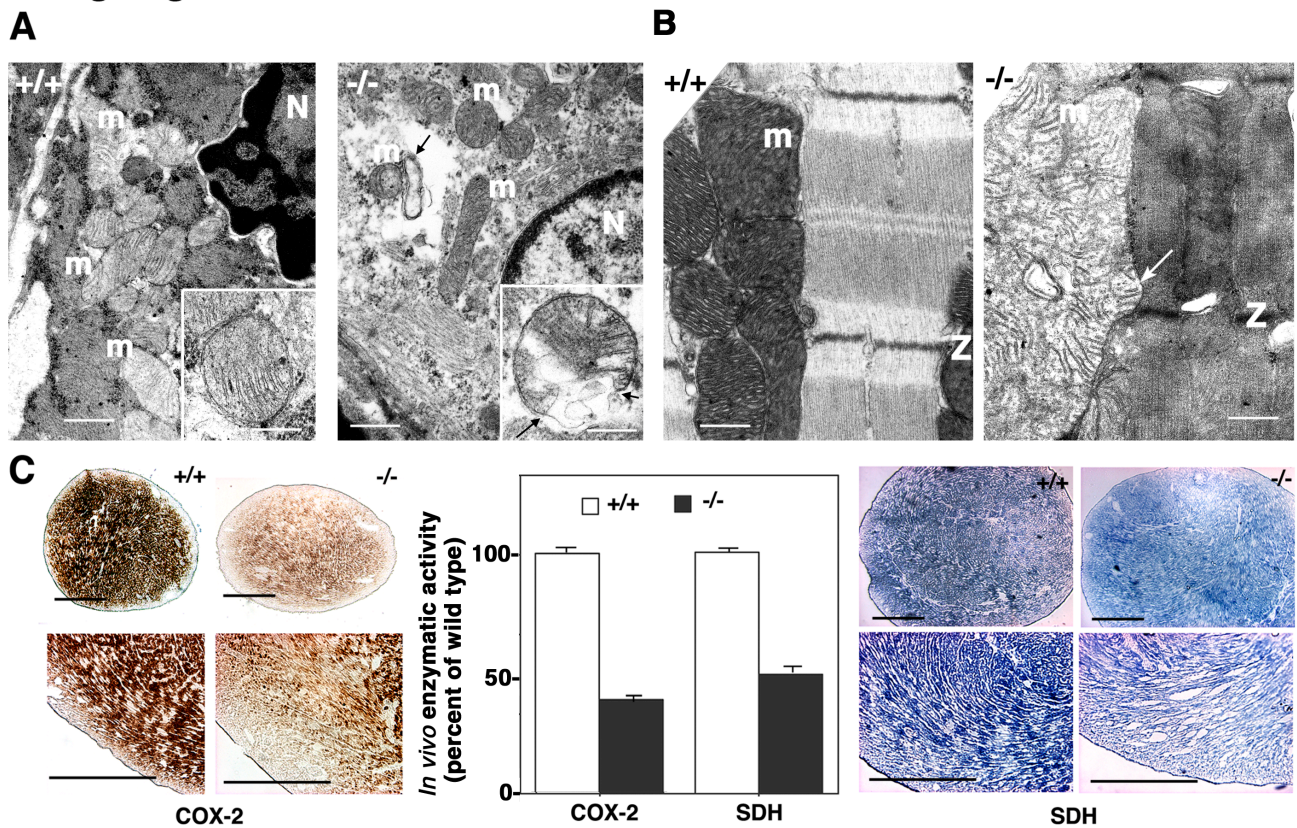 A
+/+
m
N
m
m
-/-
m
m
m
N
B
+/+
m
Z
-/-
m
Z
C
+/+
-/-
COX-2
In vivo enzymatic activity
(percent of wild type)
+/+
-/-
100
50
0
COX-2
SDH
+/+
-/-
SDH